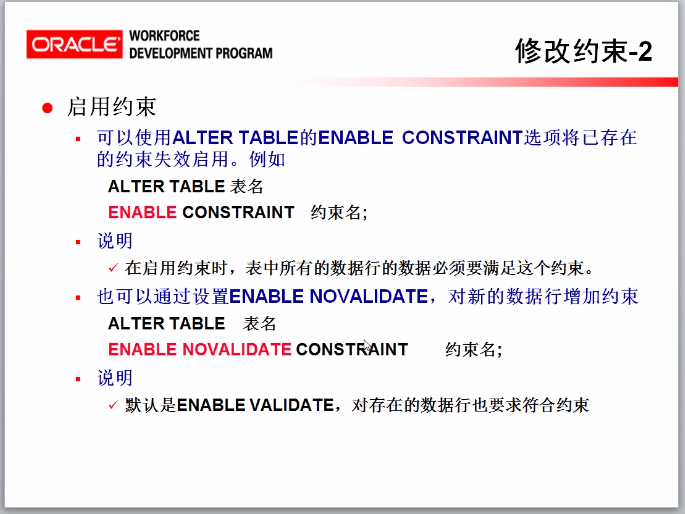 ORACLE WORKFORCE
DEVELOPMENT PROGRAM
修改约束-2
启用约束
可以使用ALTER TABLE的ENABLE CONSTRAINT选项将已存在
的约束失效启用。例如
ALTER TABLE 表名
ENABLE CONSTRAINT 约束名;
说明
在启用约束时，表中所有的数据行的数据必须要满足这个约束。
也可以通过设置ENABLE NOVALIDATE，对新的数据行增加约束
ALTER TABLE 表名
ENABLE NOVALIDATE CONSTRAINT 约束名;
说明
默认是ENABLE VALIDATE，对存在的数据行也要求符合约束